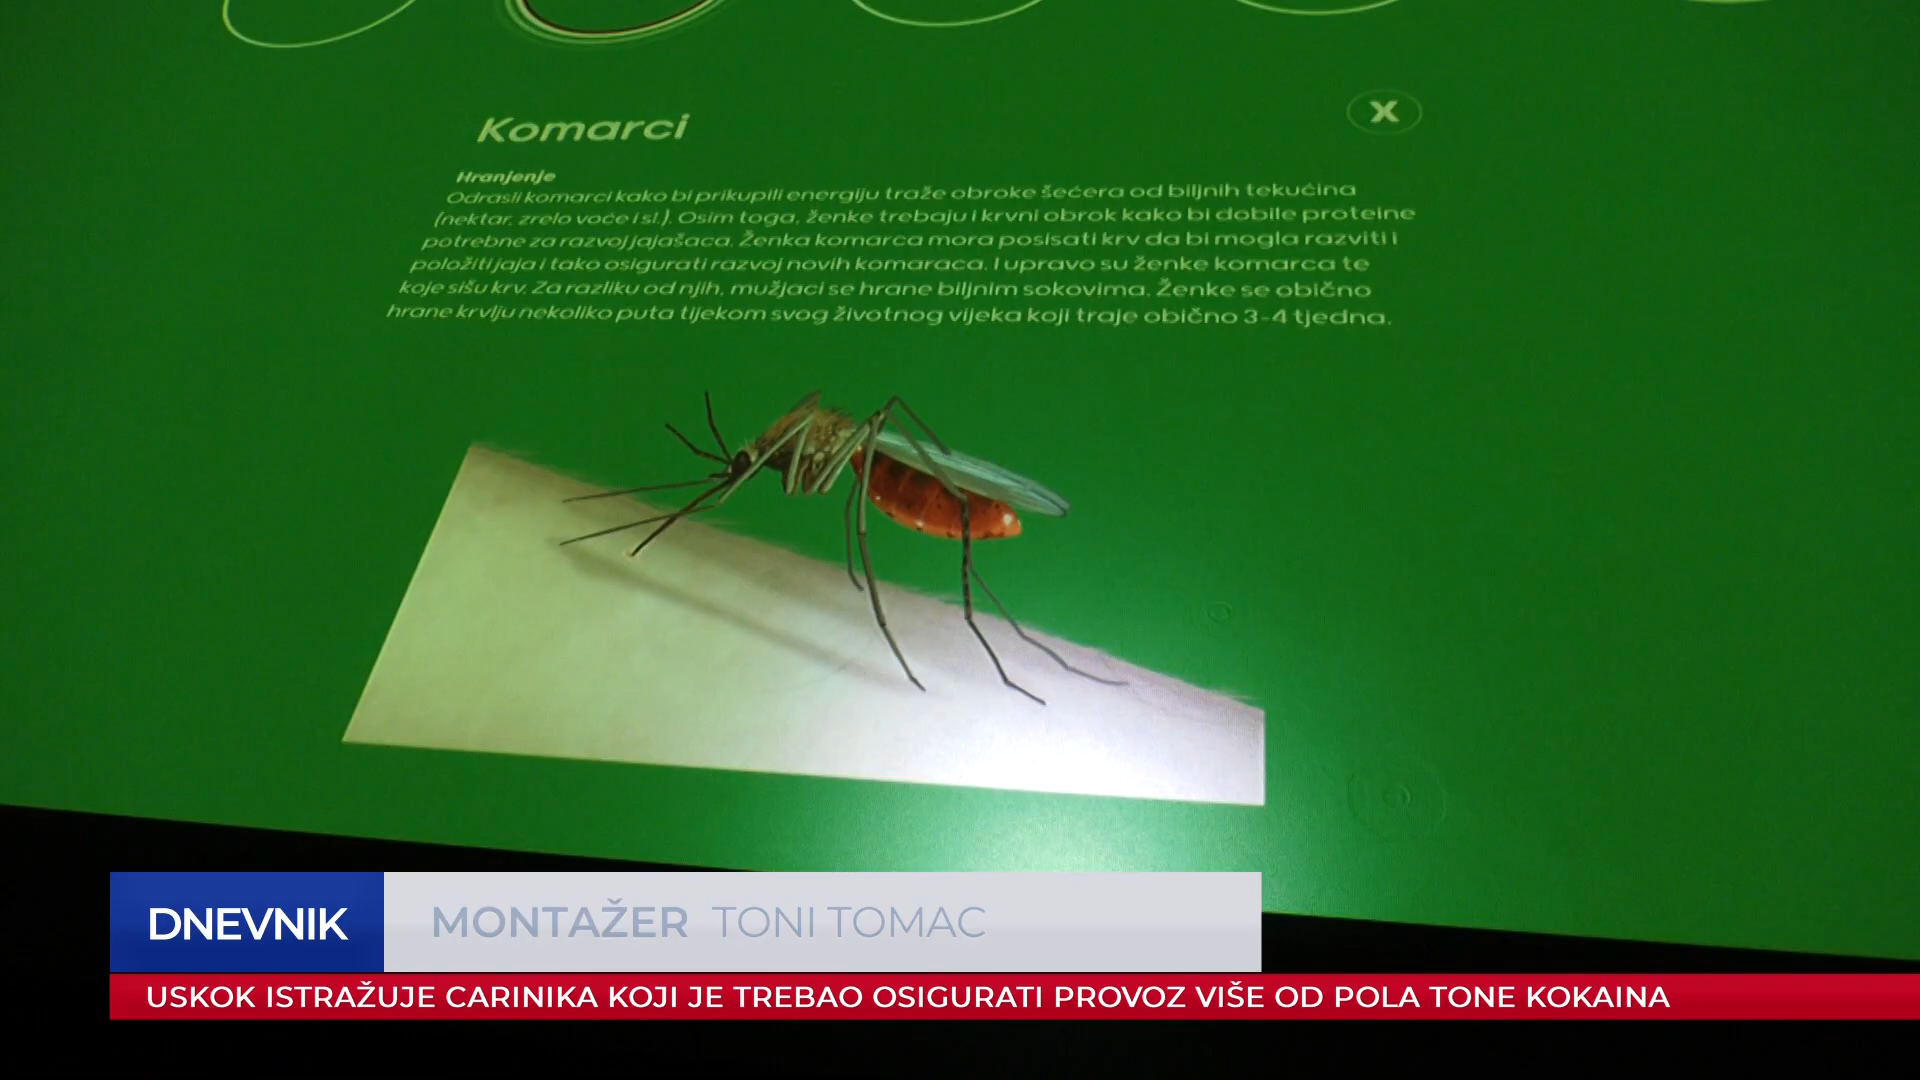 Komarci
X
Hranjenje
Odrasli komarci kako bi prikupili energiju traže obroke šećera od biljnih tekućina
(nektar, zrelo voće i sl.). Osim toga, ženke trebaju i krvni obrok kako bi dobile proteine
potrebne za razvoj jajašaca. Ženka komarca mora posisati krv da bi mogla razviti i
položiti jaja i tako osigurati razvoj novih komaraca. I upravo su ženke komarca te
koje sišu krv. Za razliku od njih, mužjaci se hrane biljnim sokovima. Ženke se obično
hrane krvlju nekoliko puta tijekom svog životnog vijeka koji traje obično 3-4 tjedna.
DNEVNIK
MONTAŽER TONI TOMAC
USKOK ISTRAŽUJE CARINIKA KOJI JE TREBAO OSIGURATI PROVOZ VIŠE OD POLA TONE KOKAINA